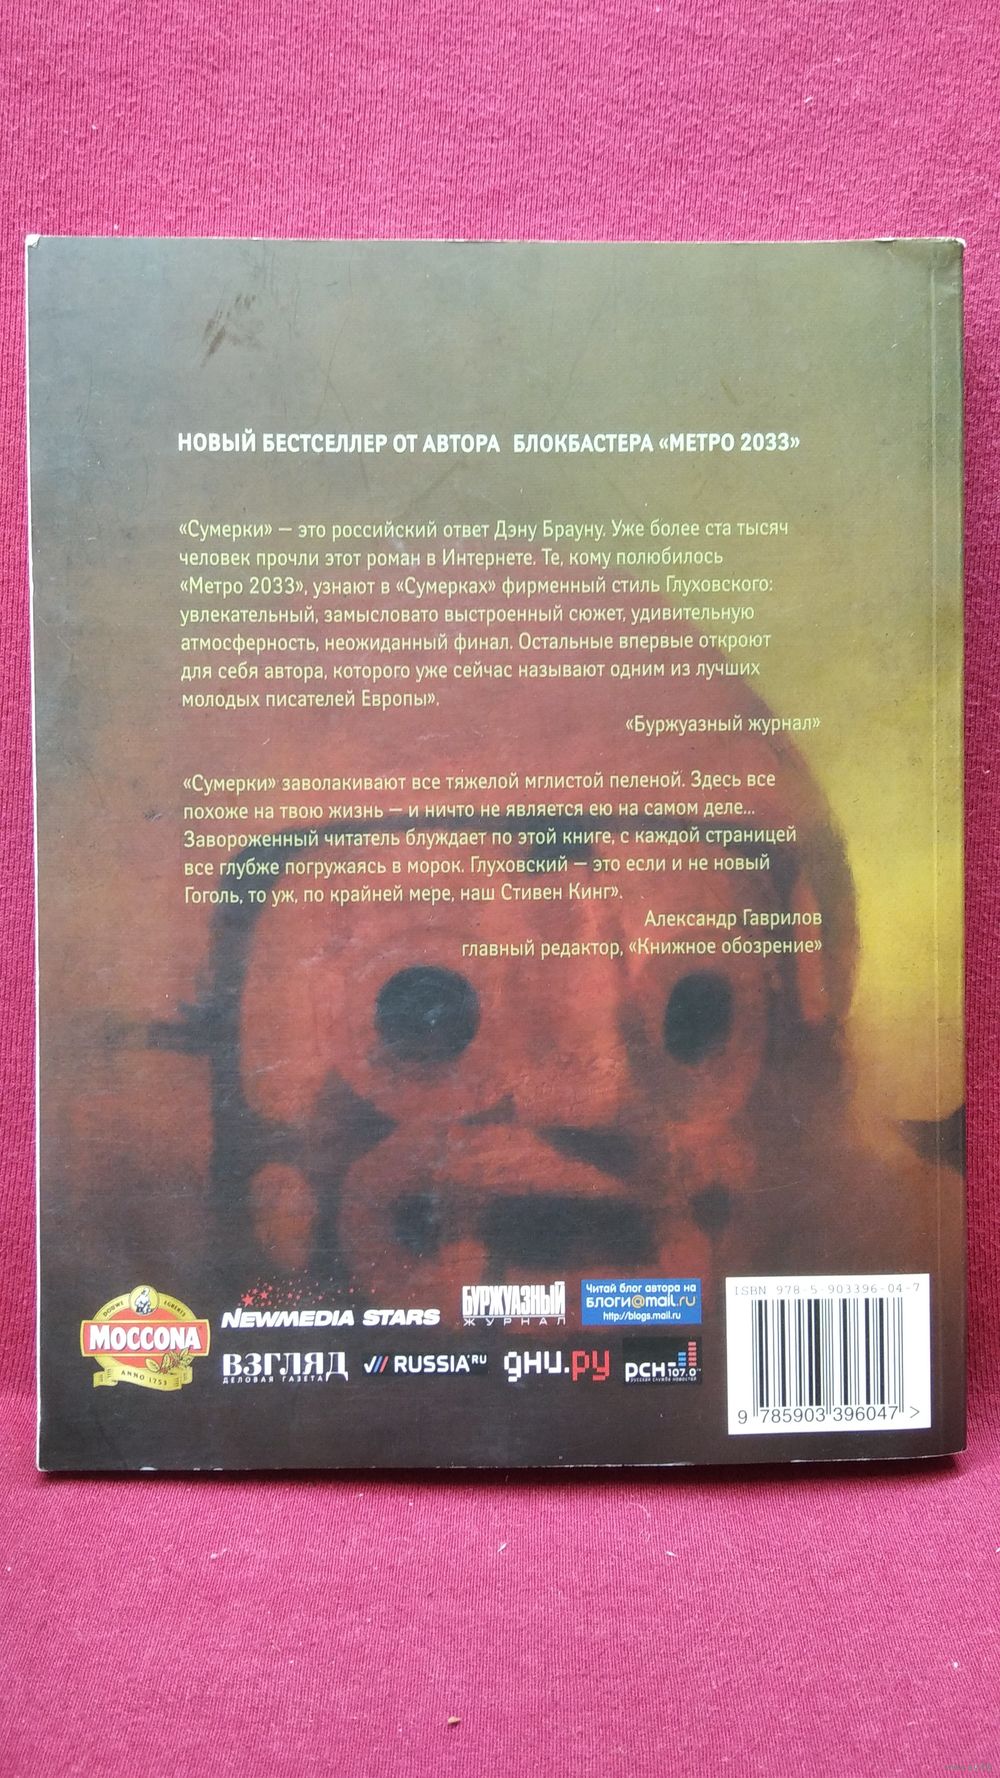 НОВЫЙ БЕСТСЕЛЛЕР ОТ АВТОРА БЛОКБАСТЕРА «МЕТРО 2033»
«Сумерки» — это российский ответ Дэну Брауну. Уже более ста тысяч
человек прочли этот роман в Интернете. Те, кому полюбилось
«Метро 2033», узнают в «Сумерках» фирменный стиль Глуховского:
увлекательный, замысловато выстроенный сюжет, удивительную
атмосферность, неожиданный финал. Остальные впервые откроют
для себя автора, которого уже сейчас называют одним из лучших
молодых писателей Европы».
«Буржуазный журнал»
«Сумерки» заволакивают все тяжелой мглистой пеленой. Здесь все
похоже на твою жизнь — и ничто не является ею на самом деле...
Завороженный читатель блуждает по этой книге, с каждой страницей
все глубже погружаясь в морок. Глуховский — это если и не новый
Гоголь, то уж, по крайней мере, наш Стивен Кинг».
Александр Гаврилов
главный редактор, «Книжное обозрение»
DOUWE EGBERTS
MOCCONA
ANNO 1753
NEWMEDIA STARS
БУРЖУАЗНЫЙ
ЖУРНАЛ
Читай блог автора на
БЛОГИ@mail.ru
http://blogs.mail.ru
ВЗГЛЯД
ДЕЛОВАЯ ГАЗЕТА
RUSSIA.RU
дни.ру
РСН 107.0
русская служба новостей
ISBN 978-5-903396-04-7
9 785903 396047 >